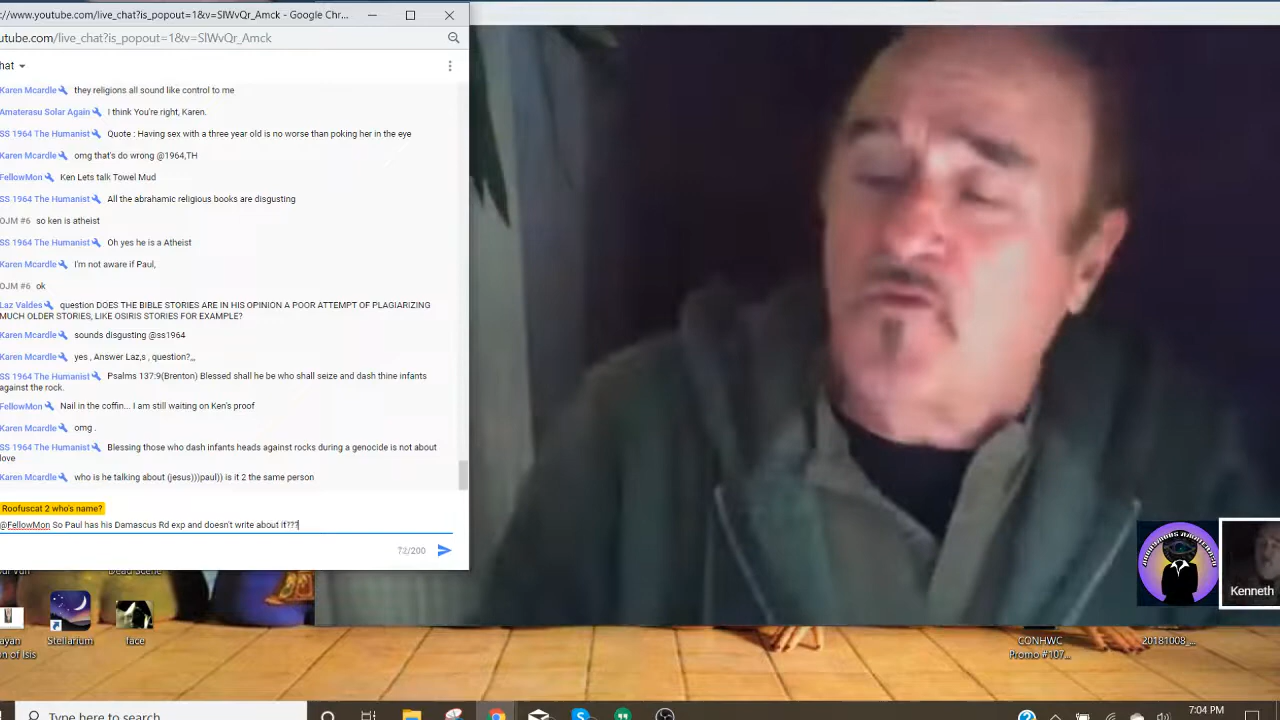 ://www.youtube.com/live_chat?is_popout=1&v=SlWvQr_Amck - Google Chr...
utube.com/live_chat?is_popout=1&v=SlWvQr_Amck
hat
Karen Mcardle they religions all sound like control to me
Amaterasu Solar Again I think You're right, Karen.
SS 1964 The Humanist Quote : Having sex with a three year old is no worse than poking her in the eye
Karen Mcardle omg that's do wrong @1964,TH
FellowMon Ken Lets talk Towel Mud
SS 1964 The Humanist All the abrahamic religious books are disgusting
OJM #6 so ken is atheist
SS 1964 The Humanist Oh yes he is a Atheist
Karen Mcardle I'm not aware if Paul,
OJM #6 ok
Laz Valdes question DOES THE BIBLE STORIES ARE IN HIS OPINION A POOR ATTEMPT OF PLAGIARIZING
MUCH OLDER STORIES, LIKE OSIRIS STORIES FOR EXAMPLE?
Karen Mcardle sounds disgusting @ss1964
Karen Mcardle yes , Answer Laz,s , question?,,,
SS 1964 The Humanist Psalms 137:9(Brenton) Blessed shall he be who shall seize and dash thine infants
against the rock.
FellowMon Nail in the coffin... I am still waiting on Ken's proof
Karen Mcardle omg .
SS 1964 The Humanist Blessing those who dash infants heads against rocks during a genocide is not about
love
Karen Mcardle who is he talking about (jesus)))paul)) is it 2 the same person
Roofuscat 2 who's name?
@FellowMon So Paul has his Damascus Rd exp and doesn't write about it???
72/200
Kenneth
Dead Scene
ayan
on of Isis
Stellarium
face
CONHWC
Promo #107...
20181008_...
Type here to search
7:04 PM